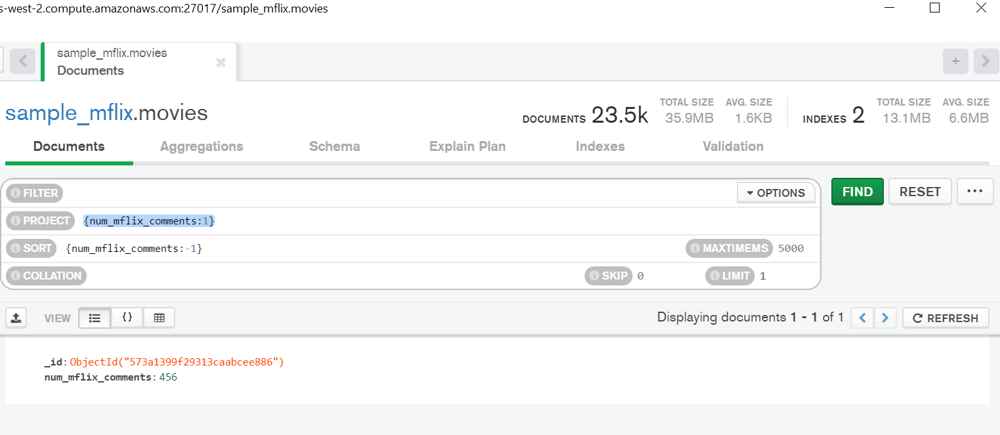 s-west-2.compute.amazonaws.com:27017/sample_mflix.movies
sample_mflix.movies
Documents
sample_mflix.movies
DOCUMENTS 23.5k
TOTAL SIZE
35.9MB
AVG. SIZE
1.6KB
INDEXES 2
TOTAL SIZE
13.1MB
AVG. SIZE
6.6MB
Documents Aggregations Schema Explain Plan Indexes Validation
FILTER OPTIONS FIND RESET ...
PROJECT {num_mflix_comments:1}
SORT {num_mflix_comments:-1} MAXTIMEMS 5000
COLLATION SKIP 0 LIMIT 1
VIEW {} Displaying documents 1 - 1 of 1 REFRESH
_id: ObjectId("573a1399f29313caabcee886")
num_mflix_comments: 456